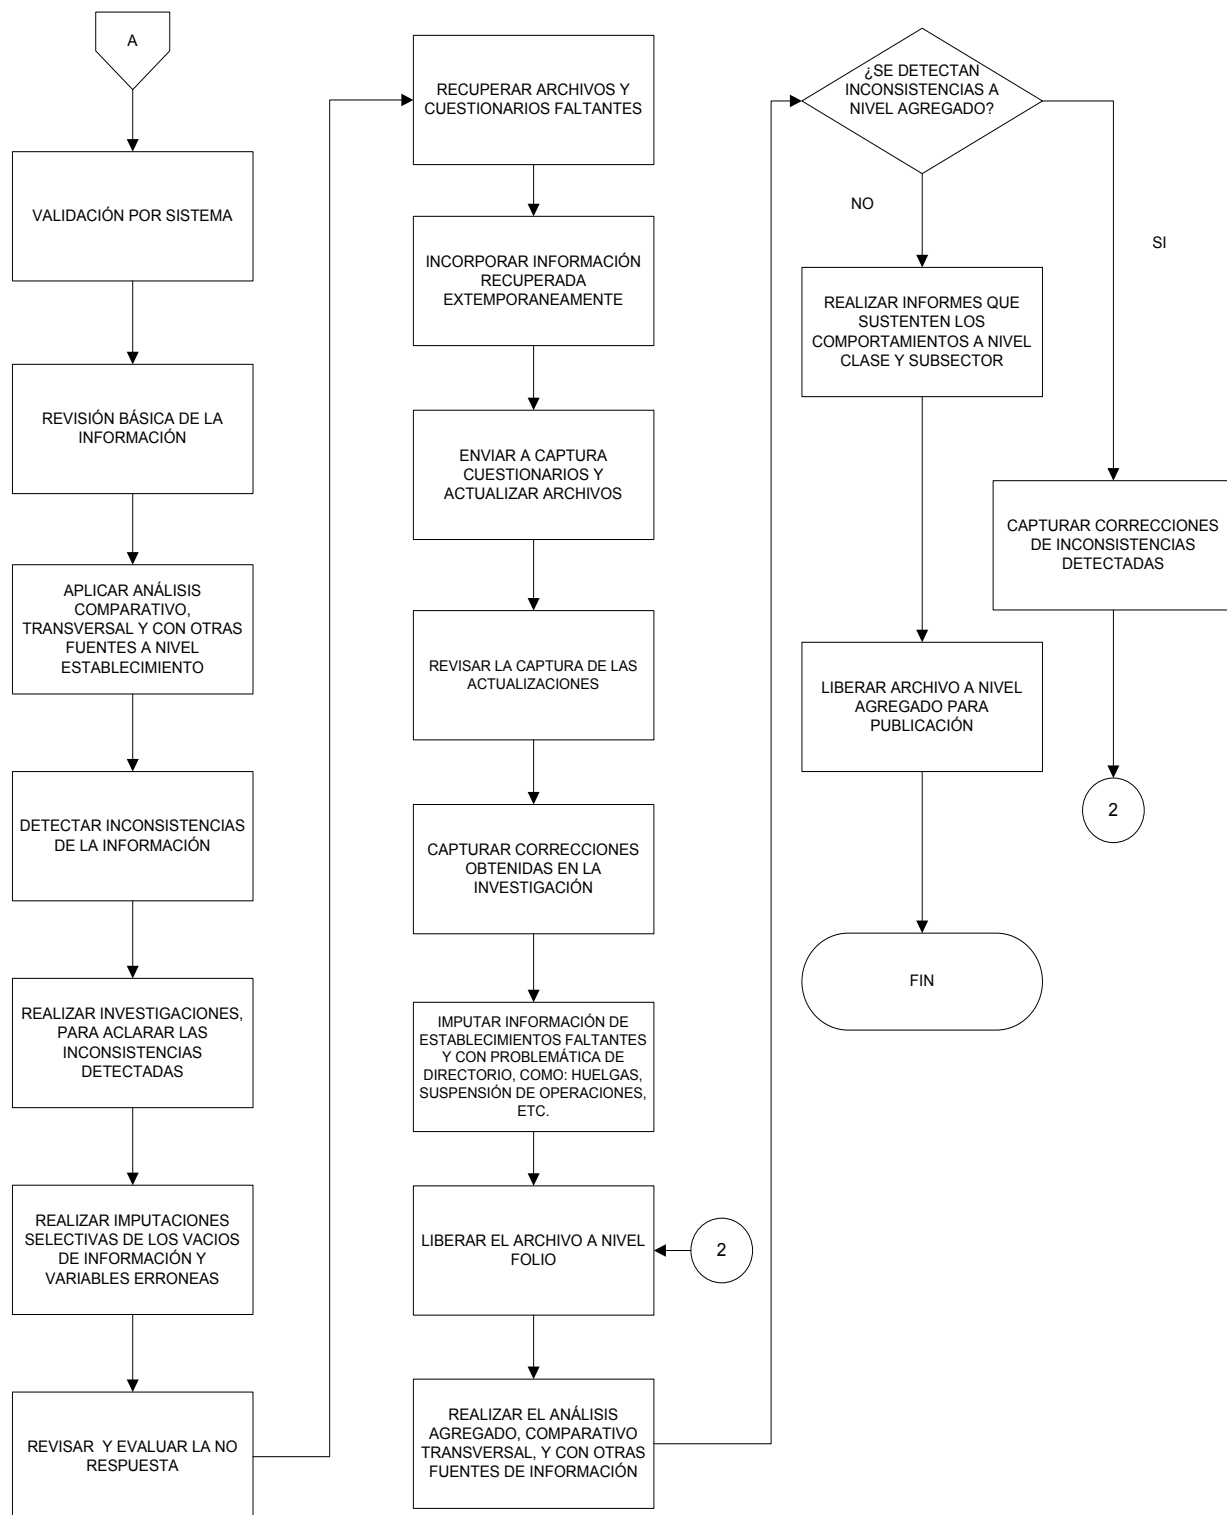 A
VALIDACIÓN POR SISTEMA
REVISIÓN BÁSICA DE LA
INFORMACIÓN
APLICAR ANÁLISIS
COMPARATIVO,
TRANSVERSAL Y CON OTRAS
FUENTES A NIVEL
ESTABLECIMIENTO
DETECTAR INCONSISTENCIAS
DE LA INFORMACIÓN
REALIZAR INVESTIGACIONES,
PARA ACLARAR LAS
INCONSISTENCIAS
DETECTADAS
REALIZAR IMPUTACIONES
SELECTIVAS DE LOS VACIOS
DE INFORMACIÓN Y
VARIABLES ERRONEAS
REVISAR Y EVALUAR LA NO
RESPUESTA
RECUPERAR ARCHIVOS Y
CUESTIONARIOS FALTANTES
INCORPORAR INFORMACIÓN
RECUPERADA
EXTEMPORANEAMENTE
ENVIAR A CAPTURA
CUESTIONARIOS Y
ACTUALIZAR ARCHIVOS
REVISAR LA CAPTURA DE LAS
ACTUALIZACIONES
CAPTURAR CORRECCIONES
OBTENIDAS EN LA
INVESTIGACIÓN
IMPUTAR INFORMACIÓN DE
ESTABLECIMIENTOS FALTANTES
Y CON PROBLEMÁTICA DE
DIRECTORIO, COMO: HUELGAS,
SUSPENSIÓN DE OPERACIONES,
ETC.
LIBERAR EL ARCHIVO A NIVEL
FOLIO
2
REALIZAR EL ANÁLISIS
AGREGADO, COMPARATIVO
TRANSVERSAL, Y CON OTRAS
FUENTES DE INFORMACIÓN
¿SE DETECTAN
INCONSISTENCIAS A
NIVEL AGREGADO?
NO
SI
REALIZAR INFORMES QUE
SUSTENTEN LOS
COMPORTAMIENTOS A NIVEL
CLASE Y SUBSECTOR
CAPTURAR CORRECCIONES
DE INCONSISTENCIAS
DETECTADAS
LIBERAR ARCHIVO A NIVEL
AGREGADO PARA
PUBLICACIÓN
2
FIN